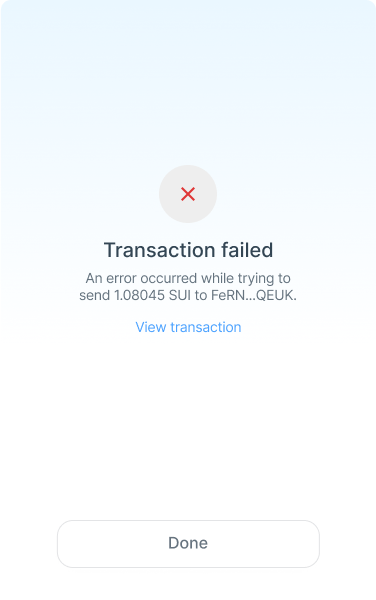 Transaction failed
An error occurred while trying to
send 1.08045 SUI to FeRN...QEUK.
View transaction
Done